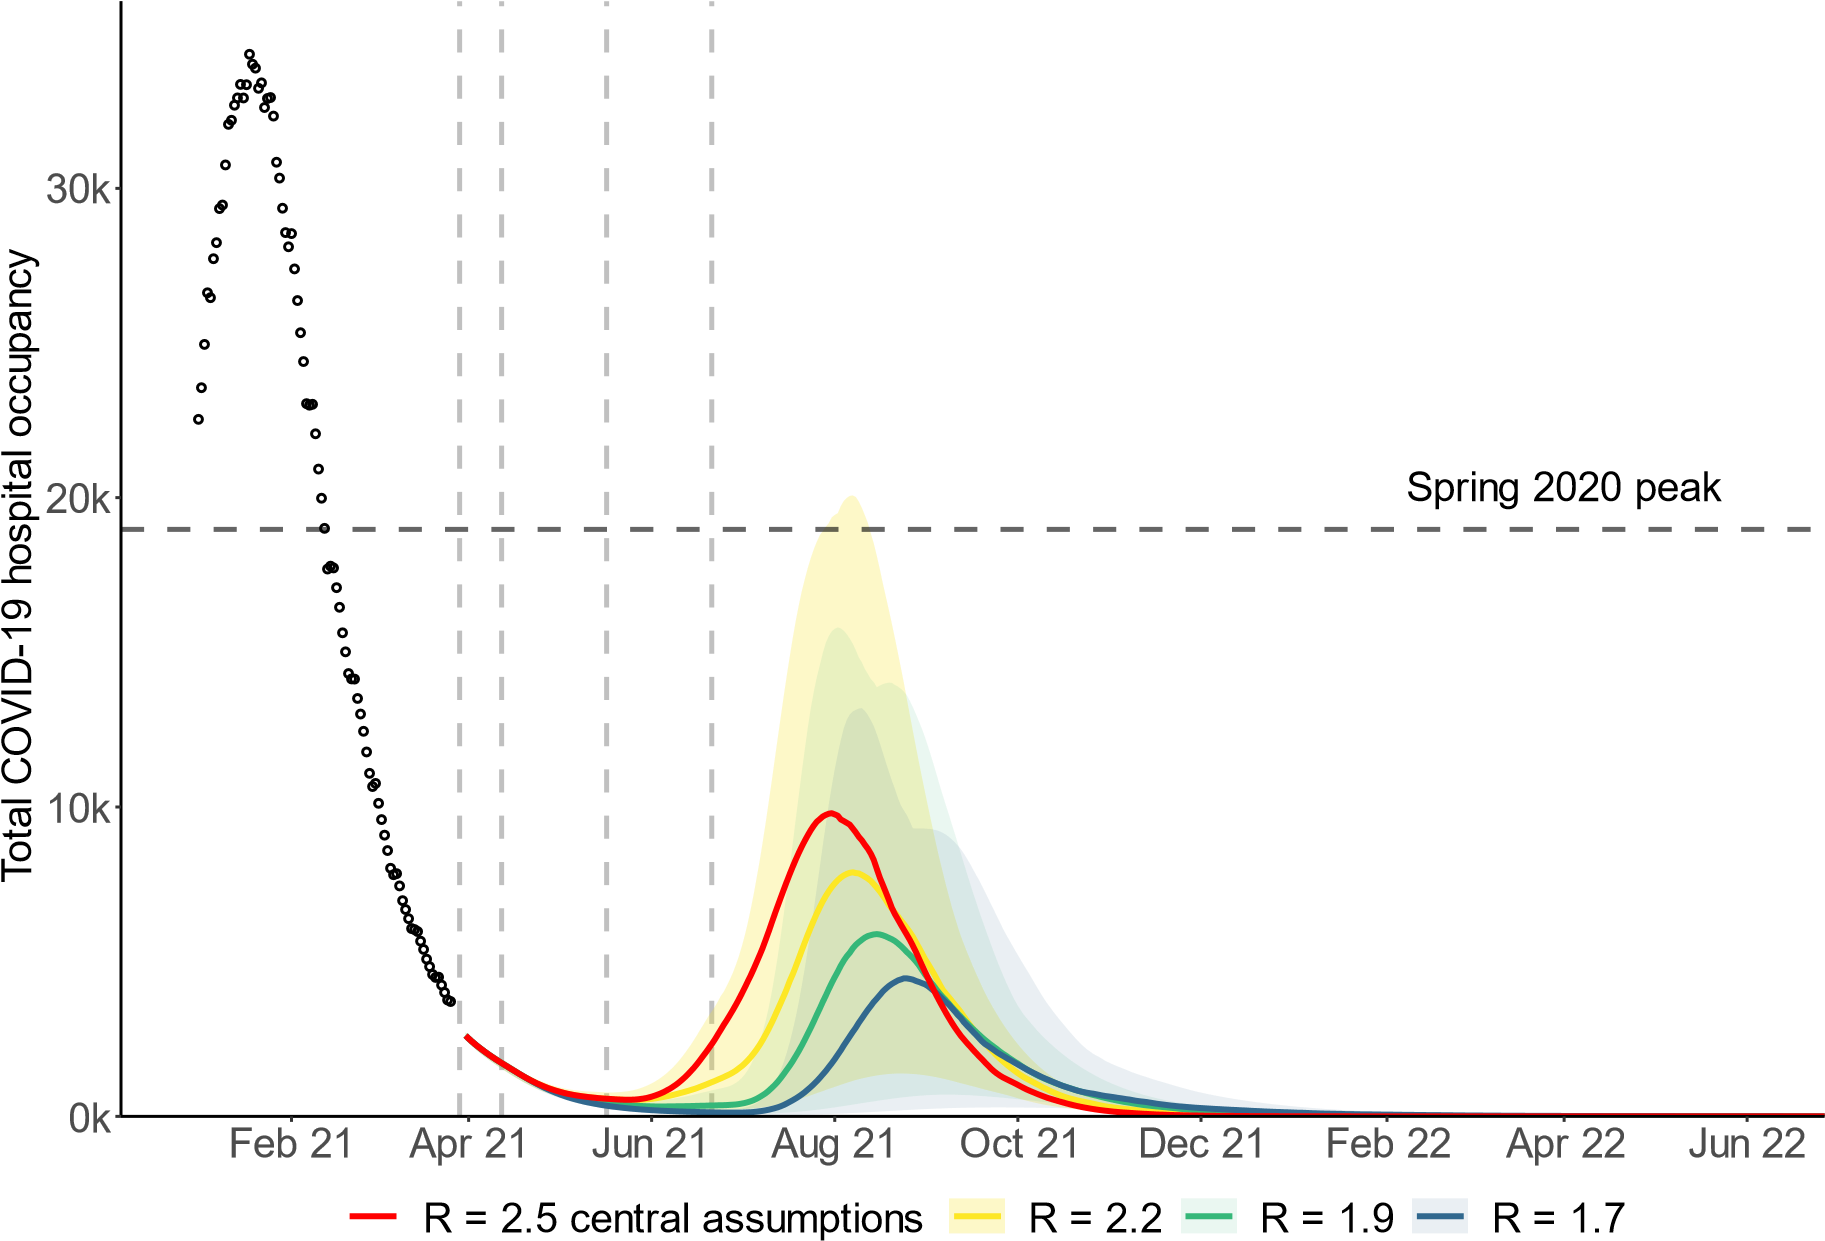 Total COVID-19 hospital occupancy
30k
20k
10k
0k
Spring 2020 peak
Feb 21 Apr 21 Jun 21 Aug 21 Oct 21 Dec 21 Feb 22 Apr 22 Jun 22
R = 2.5 central assumptions R = 2.2 R = 1.9 R = 1.7